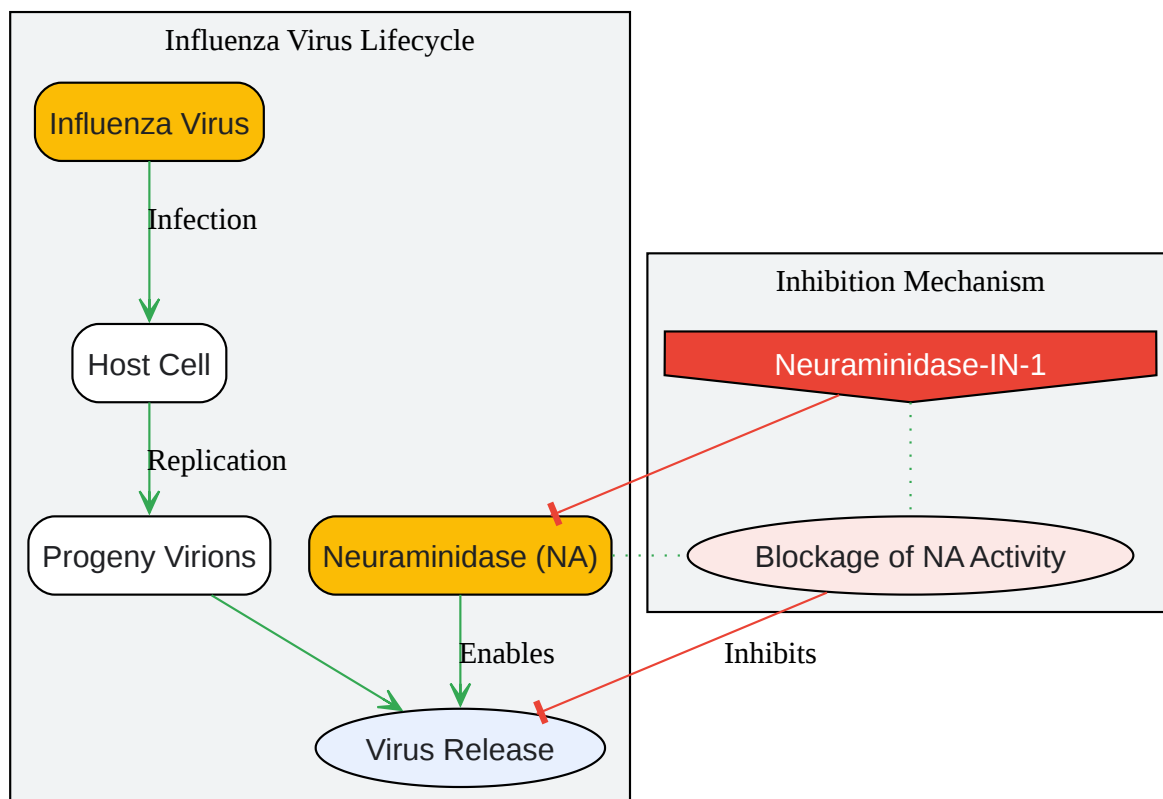 Influenza Virus Lifecycle
Influenza Virus
Infection
Inhibition Mechanism
Host Cell
Neuraminidase-IN-1
Replication
Progeny Virions
Neuraminidase (NA)
Blockage of NA Activity
Enables
Inhibits
Virus Release